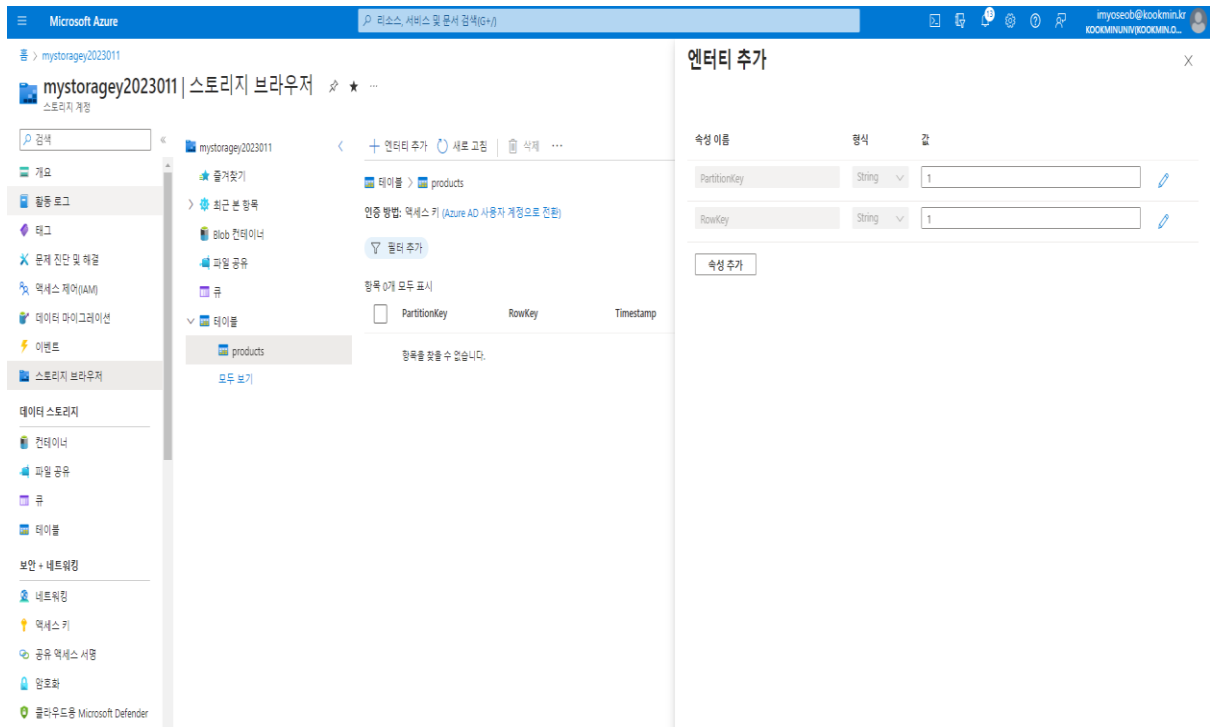 Microsoft Azure
리소스, 서비스 및 문서 검색(G+/)
13
imyoseob@kookmin.kr
KOOKMINUNIV(KOOKMIN.O...
홈 > mystoragey2023011
mystoragey2023011 | 스토리지 브라우저
스토리지 계정
검색
개요
활동 로그
태그
문제 진단 및 해결
액세스 제어(IAM)
데이터 마이그레이션
이벤트
스토리지 브라우저
데이터 스토리지
컨테이너
파일 공유
큐
테이블
보안 + 네트워킹
네트워킹
액세스 키
공유 액세스 서명
암호화
클라우드용 Microsoft Defender
mystoragey2023011
즐겨찾기
최근 본 항목
Blob 컨테이너
파일 공유
큐
테이블
products
모두 보기
엔터티 추가 새로 고침 삭제 ...
테이블 > products
인증 방법: 액세스 키 (Azure AD 사용자 계정으로 전환)
필터 추가
항목 0개 모두 표시
PartitionKey RowKey Timestamp
항목을 찾을 수 없습니다.
엔터티 추가
속성 이름 형식 값
PartitionKey String 1
RowKey String 1
속성 추가